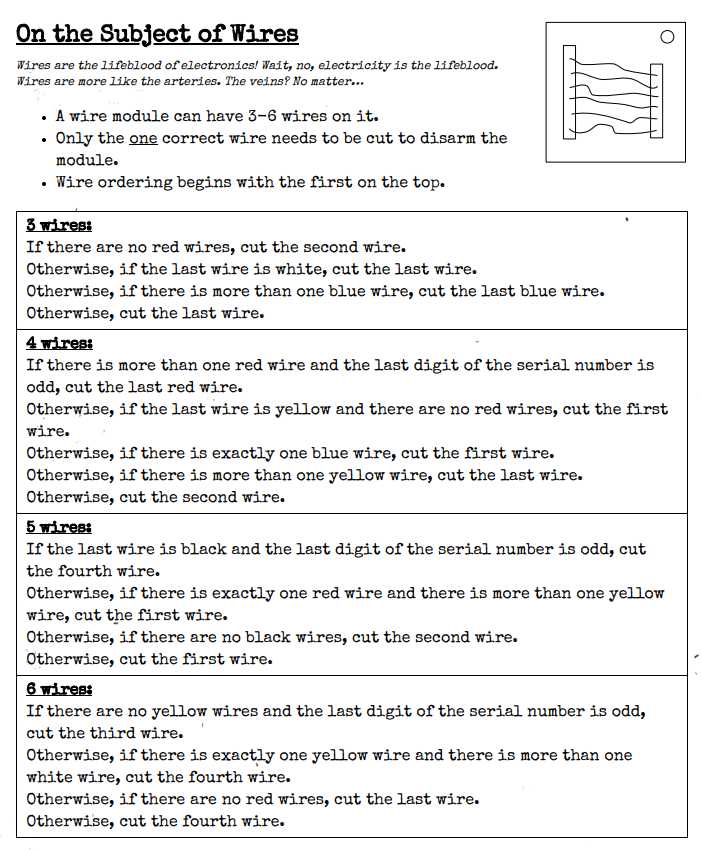 On the Subject of Wires
Wires are the lifeblood of electronics! Wait, no, electricity is the lifeblood.
Wires are more like the arteries. The veins? No matter...
• A wire module can have 3-6 wires on it.
• Only the one correct wire needs to be cut to disarm the
module.
• Wire ordering begins with the first on the top.
3 wires:
If there are no red wires, cut the second wire.
Otherwise, if the last wire is white, cut the last wire.
Otherwise, if there is more than one blue wire, cut the last blue wire.
Otherwise, cut the last wire.
4 wires:
If there is more than one red wire and the last digit of the serial number is
odd, cut the last red wire.
Otherwise, if the last wire is yellow and there are no red wires, cut the first
wire.
Otherwise, if there is exactly one blue wire, cut the first wire.
Otherwise, if there is more than one yellow wire, cut the last wire.
Otherwise, cut the second wire.
5 wires:
If the last wire is black and the last digit of the serial number is odd, cut
the fourth wire.
Otherwise, if there is exactly one red wire and there is more than one yellow
wire, cut the first wire.
Otherwise, if there are no black wires, cut the second wire.
Otherwise, cut the first wire.
6 wires:
If there are no yellow wires and the last digit of the serial number is odd,
cut the third wire.
Otherwise, if there is exactly one yellow wire and there is more than one
white wire, cut the fourth wire.
Otherwise, if there are no red wires, cut the last wire.
Otherwise, cut the fourth wire.